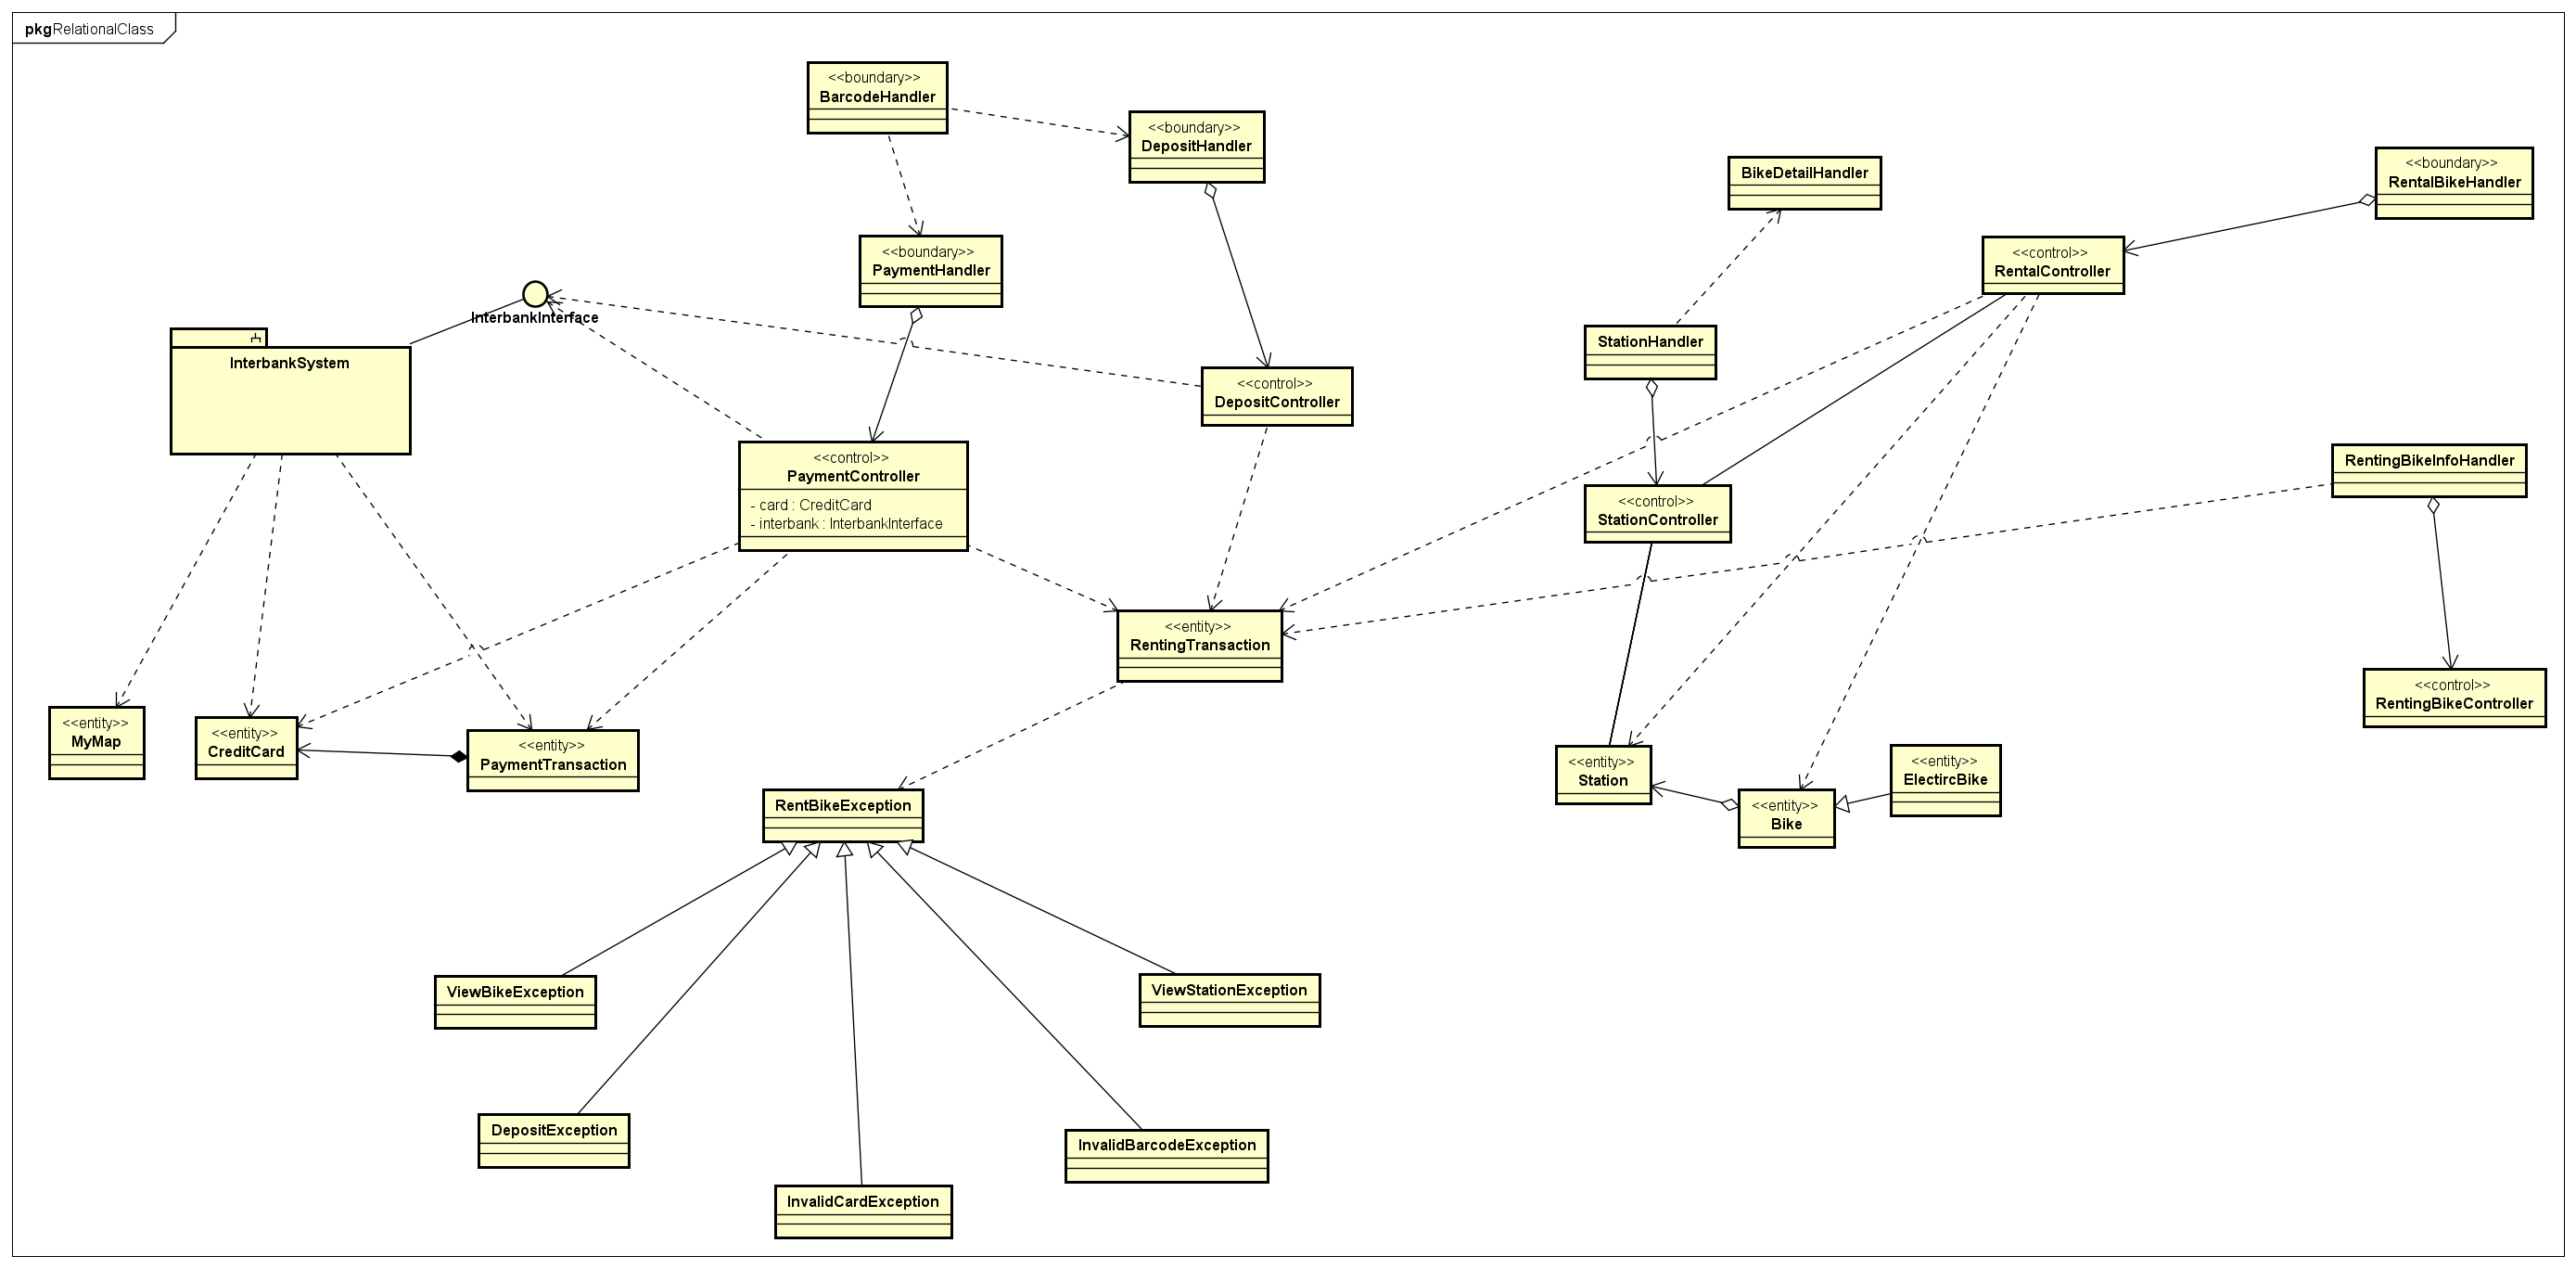 pkg RelationalClass
<<boundary>>
BarcodeHandler
<<boundary>>
DepositHandler
BikeDetailHandler
<<boundary>>
RentalBikeHandler
<<boundary>>
PaymentHandler
<<control>>
RentalController
InterbankInterface
StationHandler
InterbankSystem
<<control>>
DepositController
<<control>>
PaymentController
- card : CreditCard
- interbank : InterbankInterface
RentingBikeInfoHandler
<<control>>
StationController
<<entity>>
RentingTransaction
<<control>>
RentingBikeController
<<entity>>
MyMap
<<entity>>
CreditCard
<<entity>>
PaymentTransaction
<<entity>>
Station
<<entity>>
ElectircBike
<<entity>>
Bike
RentBikeException
ViewBikeException
ViewStationException
DepositException
InvalidBarcodeException
InvalidCardException